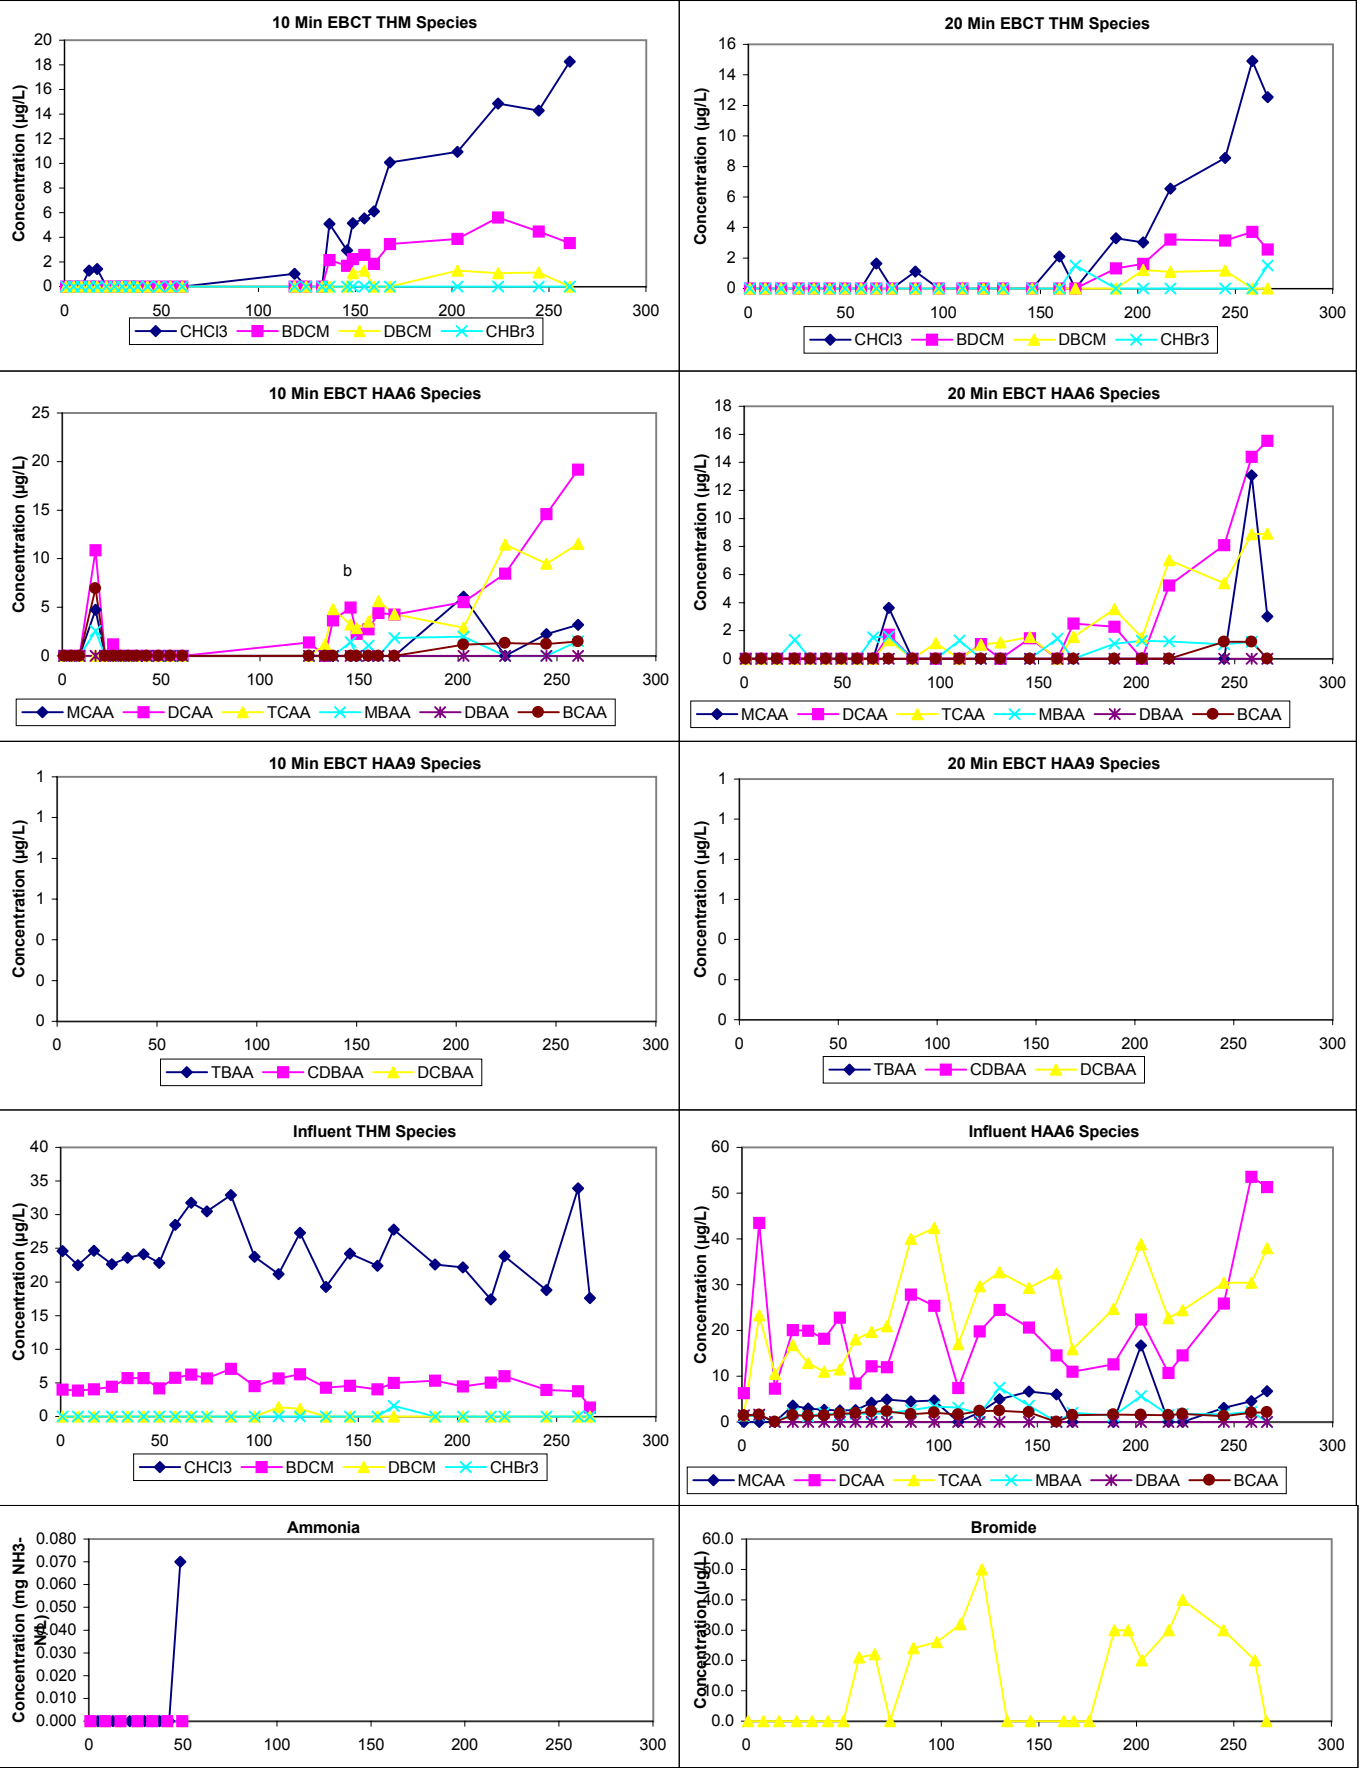 10 Min EBCT THM Species
Concentration (µg/L)
20
18
16
14
12
10
8
6
4
2
0
0 50 100 150 200 250 300
CHCl3 BDCM DBCM CHBr3
20 Min EBCT THM Species
Concentration (µg/L)
16
14
12
10
8
6
4
2
0
0 50 100 150 200 250 300
CHCl3 BDCM DBCM CHBr3
10 Min EBCT HAA6 Species
Concentration (µg/L)
25
20
15
10
5
0
b
0 50 100 150 200 250 300
MCAA DCAA TCAA MBAA DBAA BCAA
20 Min EBCT HAA6 Species
Concentration (µg/L)
18
16
14
12
10
8
6
4
2
0
0 50 100 150 200 250 300
MCAA DCAA TCAA MBAA DBAA BCAA
10 Min EBCT HAA9 Species
Concentration (µg/L)
1
1
1
1
0
0
0
0 50 100 150 200 250 300
TBAA CDBAA DCBAA
20 Min EBCT HAA9 Species
Concentration (µg/L)
1
1
1
1
0
0
0
0 50 100 150 200 250 300
TBAA CDBAA DCBAA
Influent THM Species
Concentration (µg/L)
40
35
30
25
20
15
10
5
0
0 50 100 150 200 250 300
CHCl3 BDCM DBCM CHBr3
Influent HAA6 Species
Concentration (µg/L)
60
50
40
30
20
10
0
0 50 100 150 200 250 300
MCAA DCAA TCAA MBAA DBAA BCAA
Ammonia
Concentration (mg NH3-
N/L)
0.080
0.070
0.060
0.050
0.040
0.030
0.020
0.010
0.000
0 50 100 150 200 250 300
Bromide
Concentration (µg/L)
60.0
50.0
40.0
30.0
20.0
10.0
0.0
0 50 100 150 200 250 300